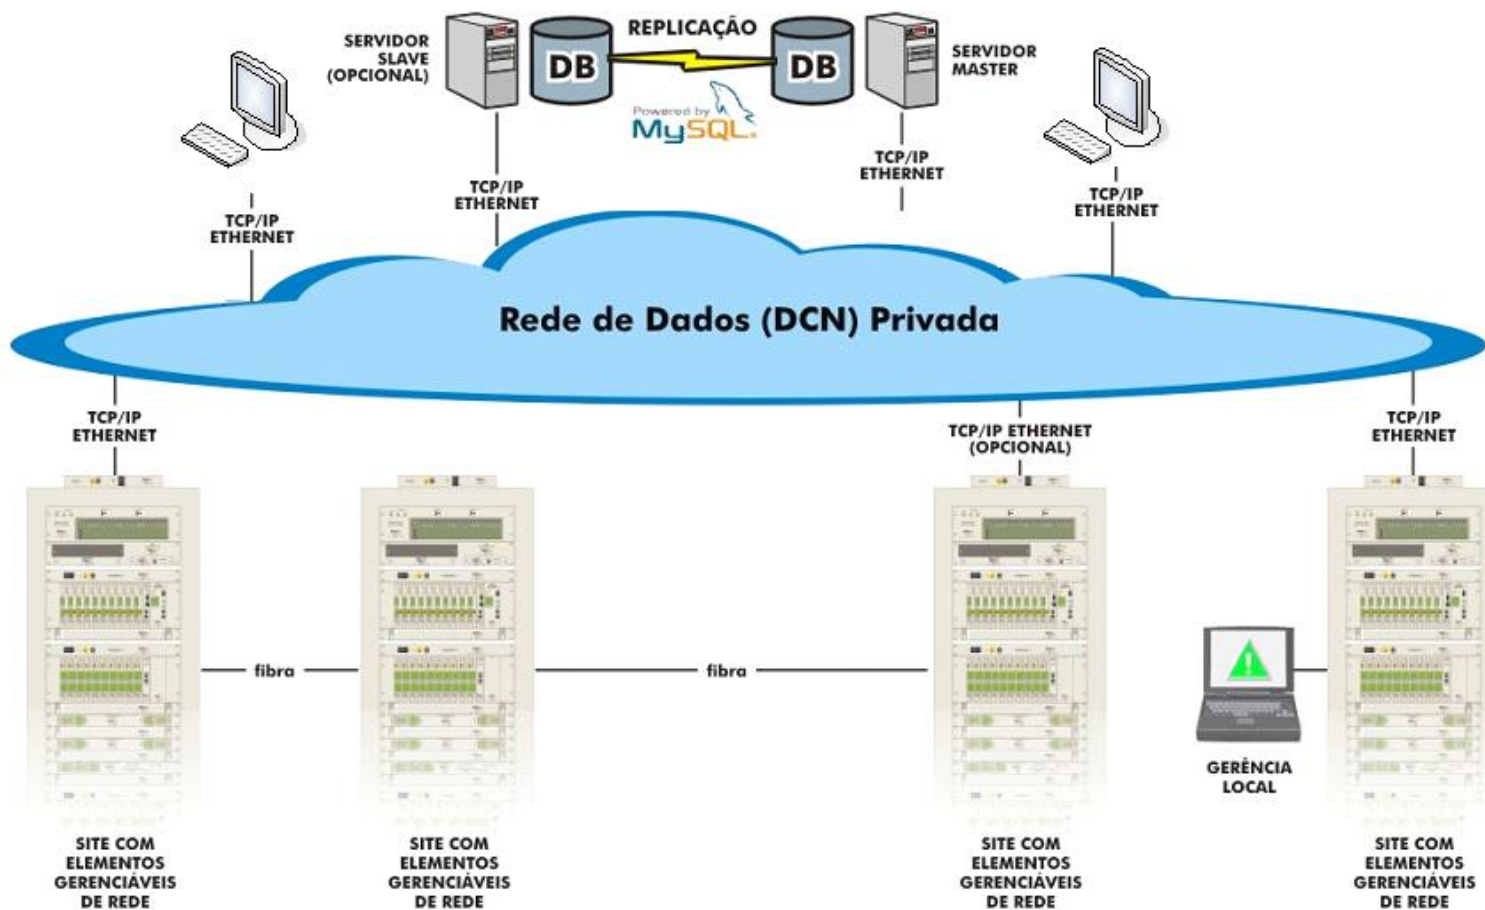 SERVIDOR
SLAVE
(OPCIONAL)
DB
REPLICAÇÃO
DB
SERVIDOR
MASTER
Powered by
MySQL®
TCP/IP
ETHERNET
TCP/IP
ETHERNET
TCP/IP
ETHERNET
TCP/IP
ETHERNET
Rede de Dados (DCN) Privada
TCP/IP
ETHERNET
TCP/IP ETHERNET
(OPCIONAL)
TCP/IP
ETHERNET
fibra
fibra
GERÊNCIA
LOCAL
SITE COM
ELEMENTOS
GERENCIÁVEIS
DE REDE
SITE COM
ELEMENTOS
GERENCIÁVEIS
DE REDE
SITE COM
ELEMENTOS
GERENCIÁVEIS
DE REDE
SITE COM
ELEMENTOS
GERENCIÁVEIS
DE REDE